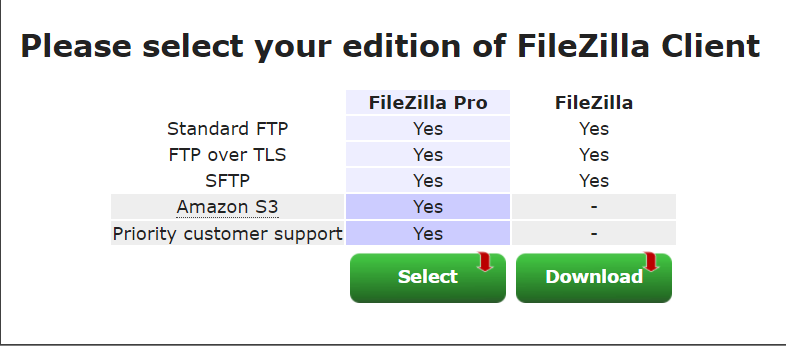 Please select your edition of FileZilla Client
FileZilla Pro FileZilla
Standard FTP Yes Yes
FTP over TLS Yes Yes
SFTP Yes Yes
Amazon S3 Yes -
Priority customer support Yes -
Select Download